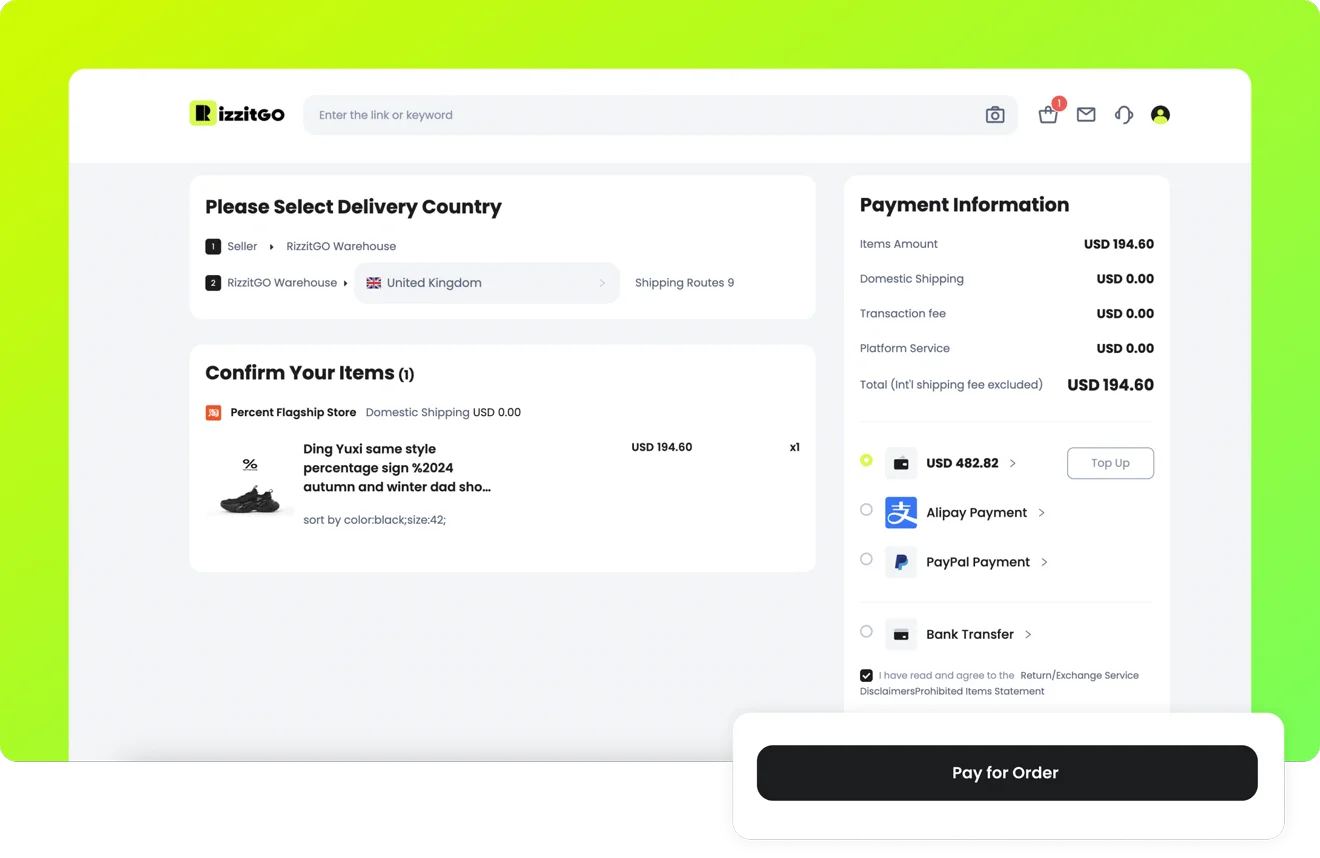 RizzitGO
Enter the link or keyword
1
Please Select Delivery Country
1 Seller RizzitGO Warehouse
2 RizzitGO Warehouse United Kingdom Shipping Routes 9
Confirm Your Items (1)
淘 Percent Flagship Store Domestic Shipping USD 0.00
%
Ding Yuxi same style
percentage sign %2024
autumn and winter dad sho...
USD 194.60
x1
sort by color:black;size:42;
Payment Information
Items Amount USD 194.60
Domestic Shipping USD 0.00
Transaction fee USD 0.00
Platform Service USD 0.00
Total (Int'l shipping fee excluded) USD 194.60
USD 482.82 Top Up
支 Alipay Payment
PayPal Payment
Bank Transfer
I have read and agree to the Return/Exchange Service
DisclaimersProhibited Items Statement
Pay for Order